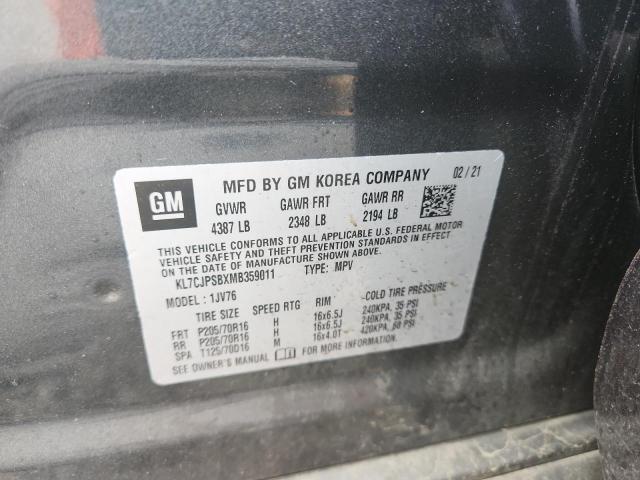 GM
MFD BY GM KOREA COMPANY 02/21
GVWR GAWR FRT GAWR RR
4387 LB 2348 LB 2194 LB
THIS VEHICLE CONFORMS TO ALL APPLICABLE U.S. FEDERAL MOTOR
VEHICLE SAFETY AND THEFT PREVENTION STANDARDS IN EFFECT
ON THE DATE OF MANUFACTURE SHOWN ABOVE.
KL7CJPSBXMB359011 TYPE: MPV
MODEL: 1JV76
TIRE SIZE SPEED RTG RIM COLD TIRE PRESSURE
FRT P205/70R16 H 16x6.5J 240KPA, 35 PSI
RR P205/70R16 H 16x6.5J 240KPA, 35 PSI
SPA T125/70D16 M 16x4.0T 420KPA, 60 PSI
SEE OWNER'S MANUAL FOR MORE INFORMATION.